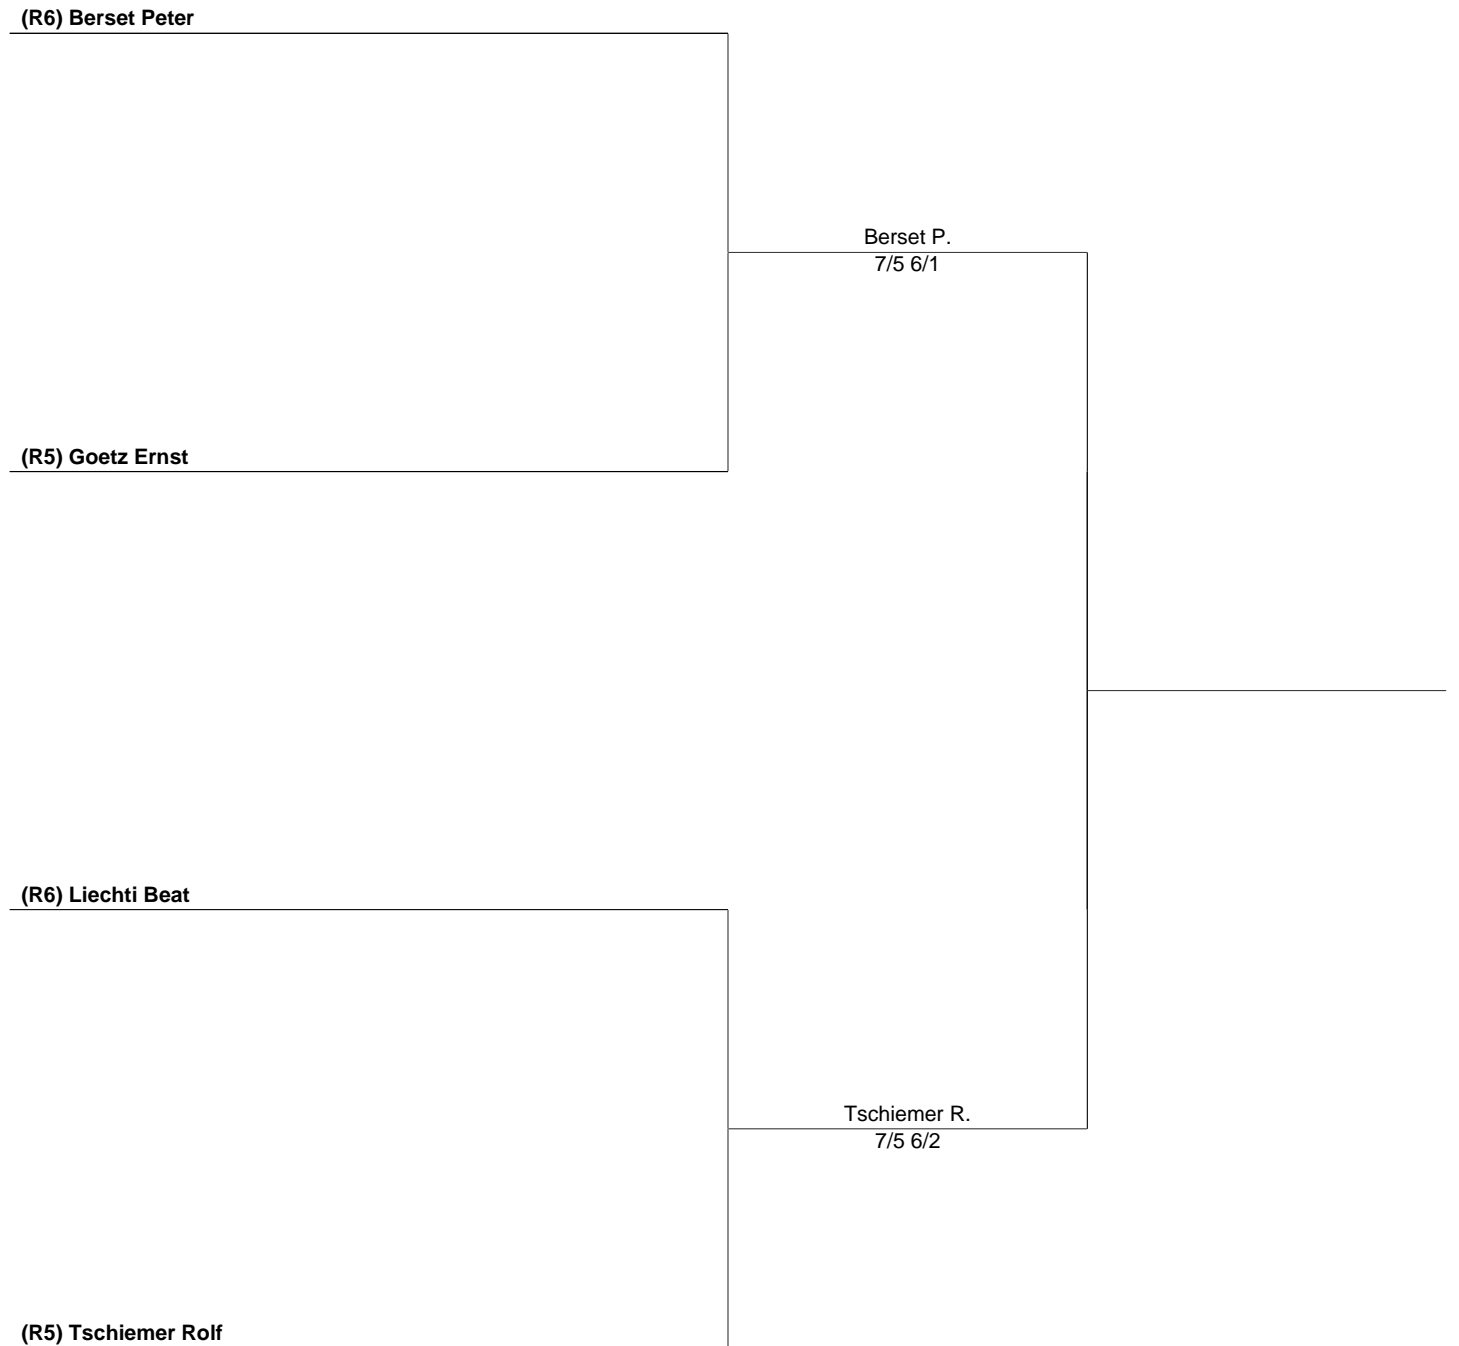 (R6) Berset Peter
Berset P.
7/5 6/1
(R5) Goetz Ernst
(R6) Liechti Beat
Tschiemer R.
7/5 6/2
(R5) Tschiemer Rolf